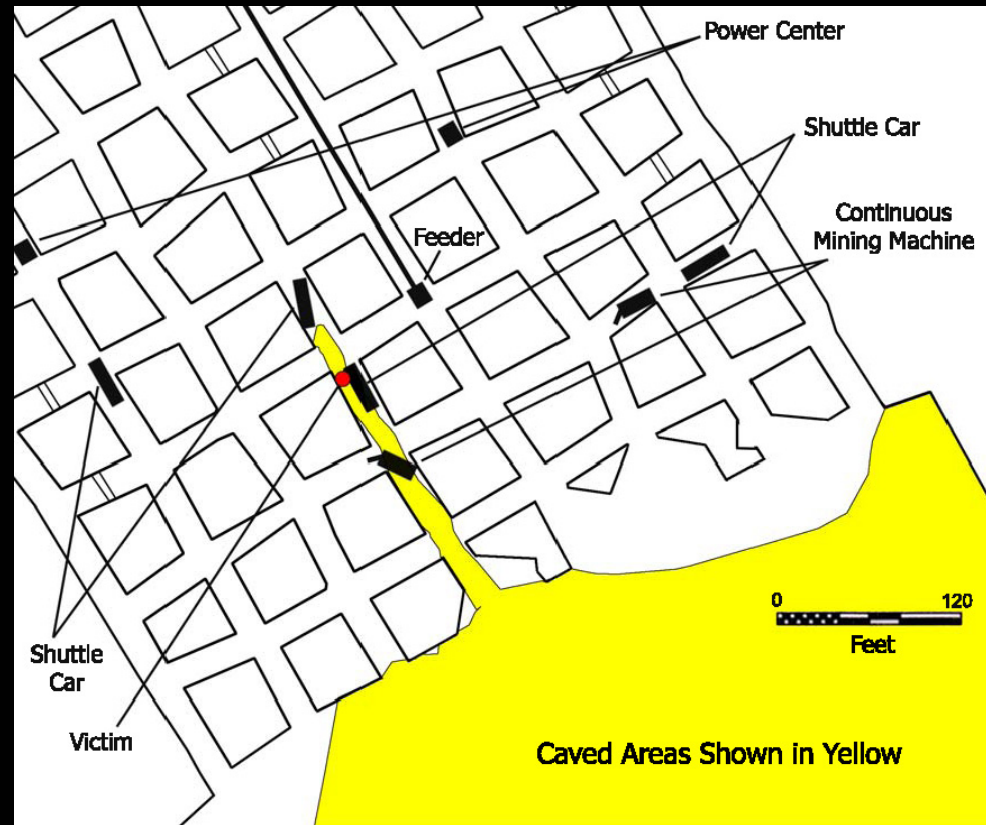 Power Center
Shuttle Car
Continuous
Mining Machine
Feeder
0 120
Feet
Shuttle
Car
Victim
Caved Areas Shown in Yellow